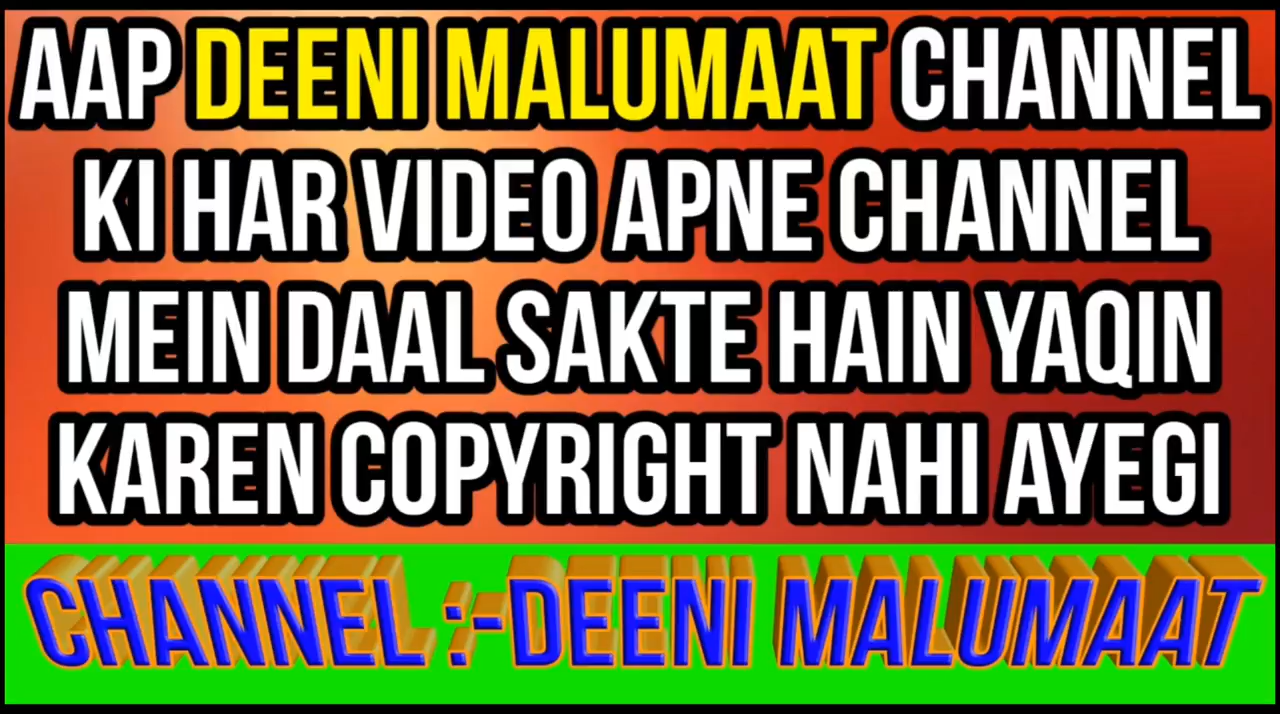 AAP DEENI MALUMAAT CHANNEL
KI HAR VIDEO APNE CHANNEL
MEIN DAAL SAKTE HAIN YAQIN
KAREN COPYRIGHT NAHI AYEGI
CHANNEL :-DEENI MALUMAAT